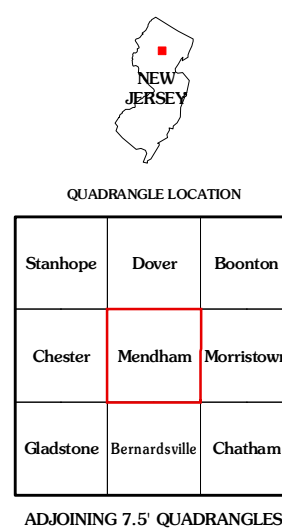 NEW
JERSEY
QUADRANGLE LOCATION
Stanhope Dover Boonton
Chester Mendham Morristown
Gladstone Bernardsville Chatham
ADJOINING 7.5' QUADRANGLES